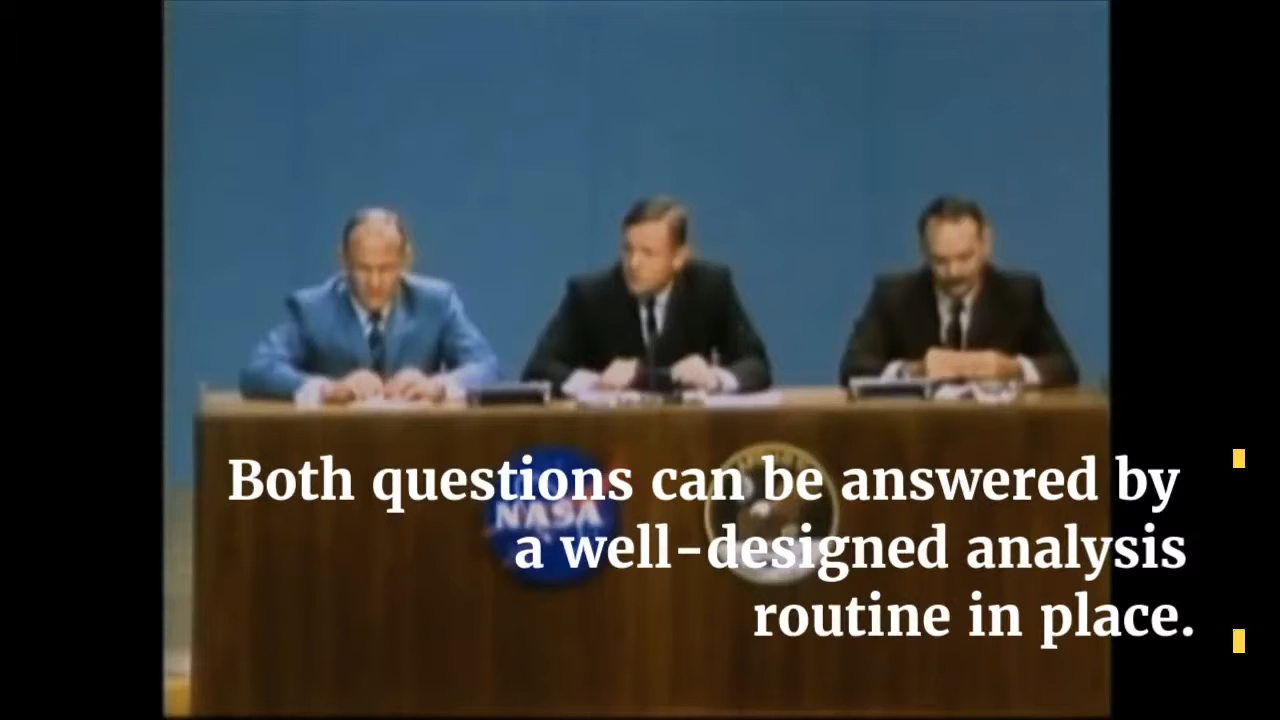 Both questions can be answered by
NASA
a well-designed analysis
routine in place.